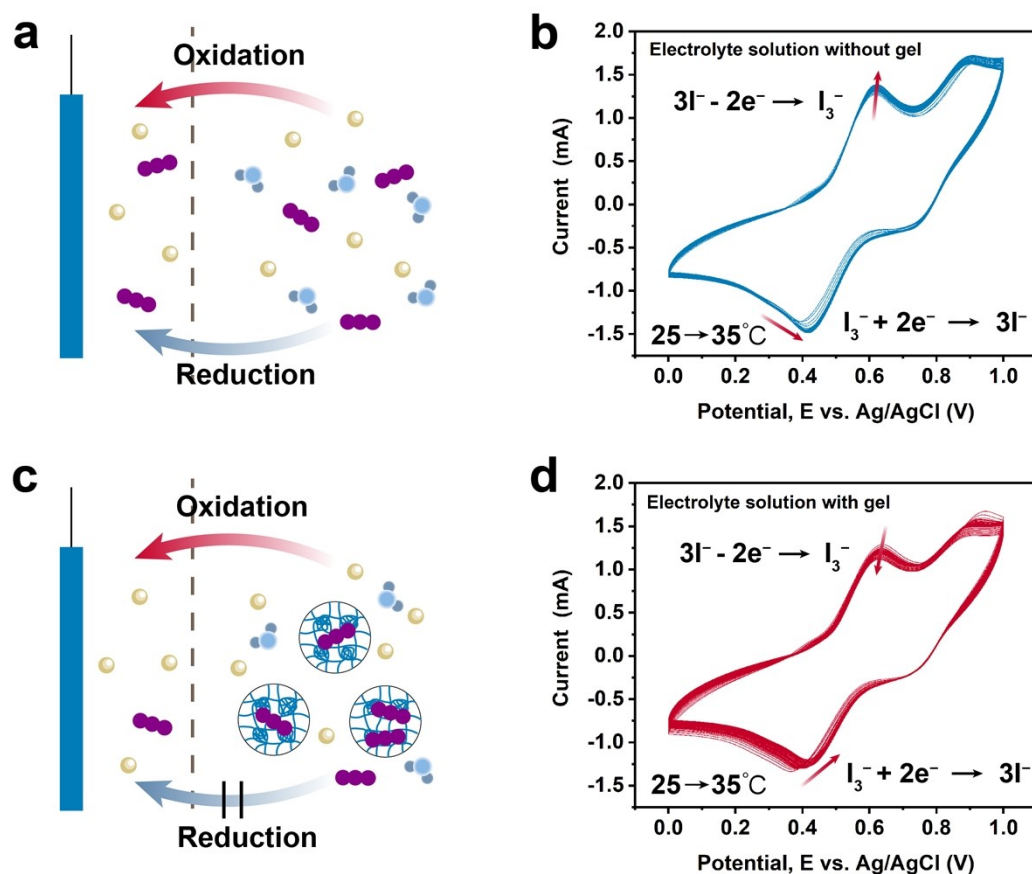 a
Oxidation
Reduction
b
Electrolyte solution without gel
3I⁻ - 2e⁻ → I₃⁻
I₃⁻ + 2e⁻ → 3I⁻
25→35℃
2.0
1.5
1.0
0.5
0.0
-0.5
-1.0
-1.5
Current (mA)
0.0 0.2 0.4 0.6 0.8 1.0
Potential, E vs. Ag/AgCl (V)
c
Oxidation
Reduction
d
Electrolyte solution with gel
3I⁻ - 2e⁻ → I₃⁻
I₃⁻ + 2e⁻ → 3I⁻
25→35℃
2.0
1.5
1.0
0.5
0.0
-0.5
-1.0
-1.5
Current (mA)
0.0 0.2 0.4 0.6 0.8 1.0
Potential, E vs. Ag/AgCl (V)